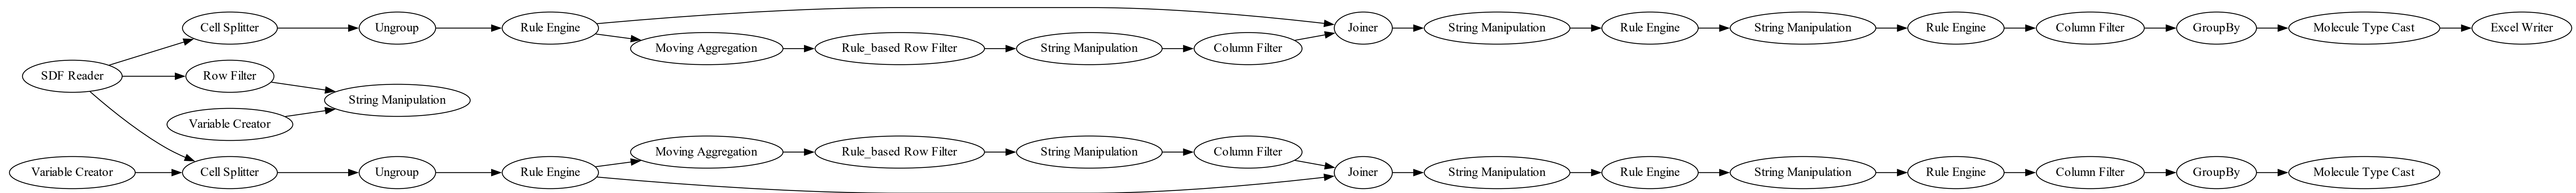 Cell Splitter
Ungroup
Rule Engine
Joiner
String Manipulation
Rule Engine
String Manipulation
Rule Engine
Column Filter
GroupBy
Molecule Type Cast
Excel Writer
Moving Aggregation
Rule_based Row Filter
String Manipulation
Column Filter
SDF Reader
Row Filter
String Manipulation
Variable Creator
Moving Aggregation
Rule_based Row Filter
String Manipulation
Column Filter
Variable Creator
Cell Splitter
Ungroup
Rule Engine
Joiner
String Manipulation
Rule Engine
String Manipulation
Rule Engine
Column Filter
GroupBy
Molecule Type Cast